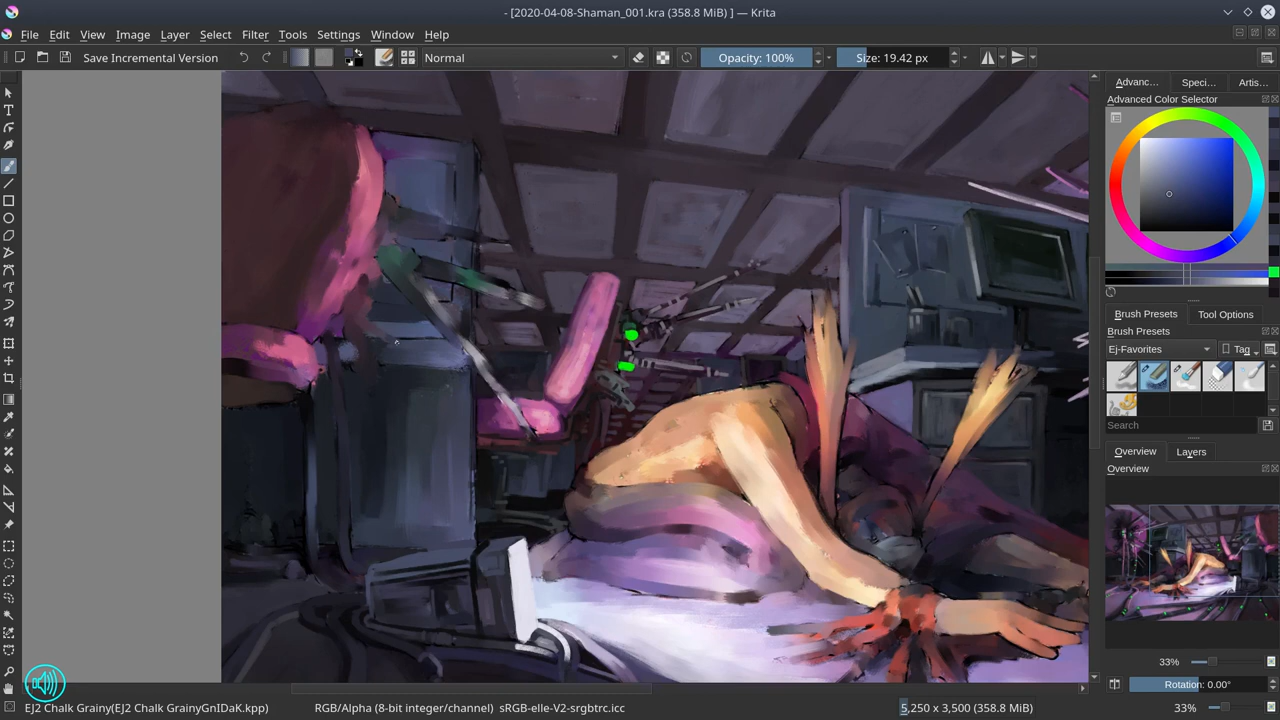 - [2020-04-08-Shaman_001.kra (358.8 MiB) ] — Krita
File Edit View Image Layer Select Filter Tools Settings Window Help
Save Incremental Version Normal Opacity: 100% Size: 19.42 px
Advanc... Speci... Artis...
Advanced Color Selector
Brush Presets Tool Options
Brush Presets
Ej-Favorites Tag
Search
Overview Layers
Overview
33%
Rotation: 0.00°
EJ2 Chalk Grainy(EJ2 Chalk GrainyGnIDaK.kpp) RGB/Alpha (8-bit integer/channel) sRGB-elle-V2-srgbtrc.icc 5,250 x 3,500 (358.8 MiB) 33%